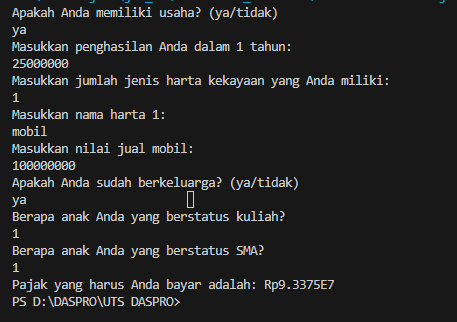 Apakah Anda memiliki usaha? (ya/tidak)
ya
Masukkan penghasilan Anda dalam 1 tahun:
25000000
Masukkan jumlah jenis harta kekayaan yang Anda miliki:
1
Masukkan nama harta 1:
mobil
Masukkan nilai jual mobil:
100000000
Apakah Anda sudah berkeluarga? (ya/tidak)
ya
Berapa anak Anda yang berstatus kuliah?
1
Berapa anak Anda yang berstatus SMA?
1
Pajak yang harus Anda bayar adalah: Rp9.3375E7
PS D:\DASPRO\UTS DASPRO>